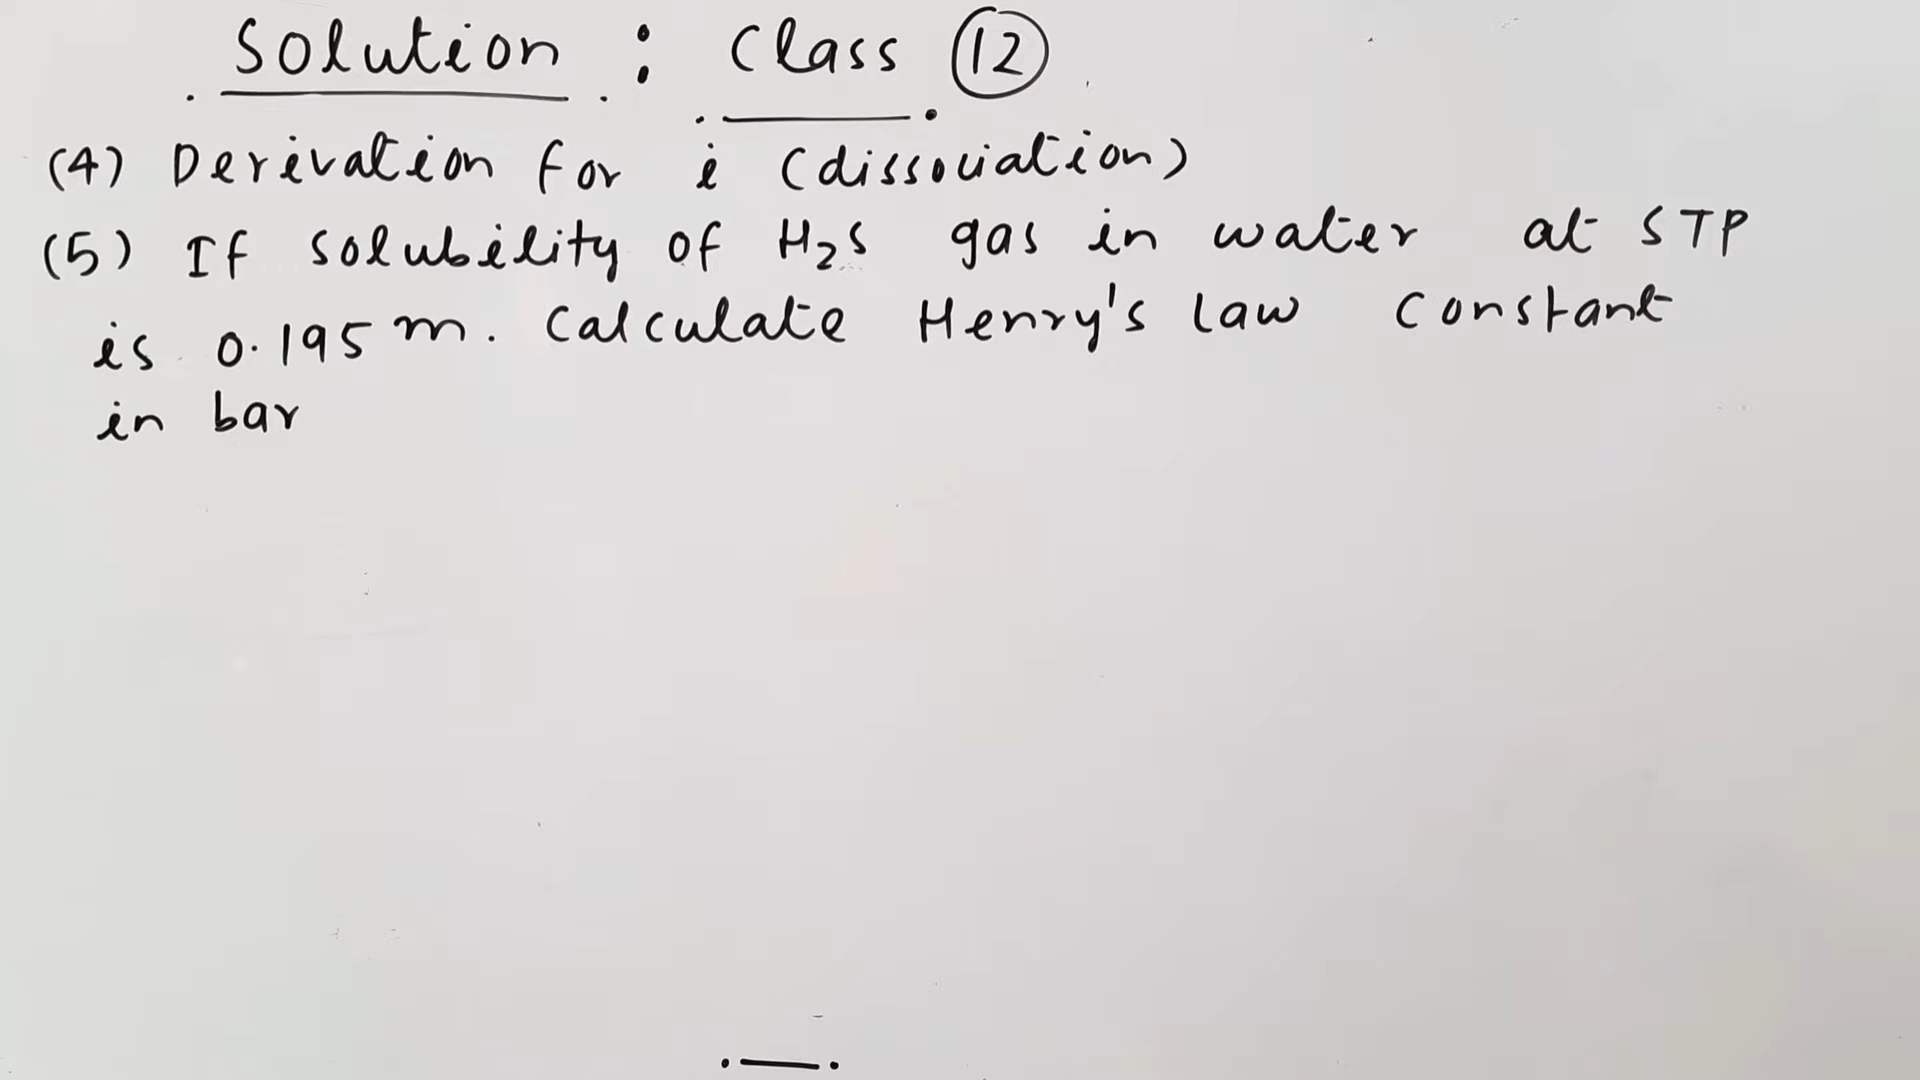 Solution : Class 12
(4) Derivation for i (dissociation)
(5) If solubility of H₂S gas in water at STP
is 0.195 m. Calculate Henry's law constant
in bar